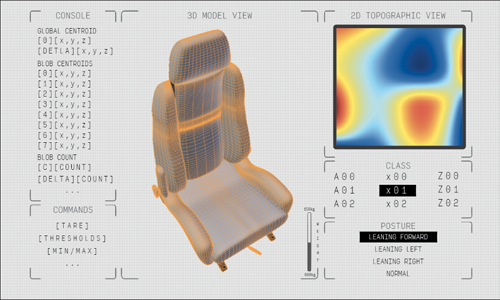 CONSOLE
GLOBAL CENTROID
[0][x,y,z]
[DETLA][x,y,z]
BLOB CENTROIDS
[0][x,y,z]
[1][x,y,z]
[2][x,y,z]
[3][x,y,z]
[4][x,y,z]
[5][x,y,z]
[6][x,y,z]
[7][x,y,z]
BLOB COUNT
[C][COUNT]
[DELTA][COUNT]
...
COMMANDS
[TARE]
[THRESHOLDS]
[MIN/MAX]
...
3D MODEL VIEW
WEIGHT
2D TOPOGRAPHIC VIEW
CLASS
A00 x00 Z00
A01 x01 Z01
A02 x02 Z02
POSTURE
LEANING FORWARD
LEANING LEFT
LEANING RIGHT
NORMAL